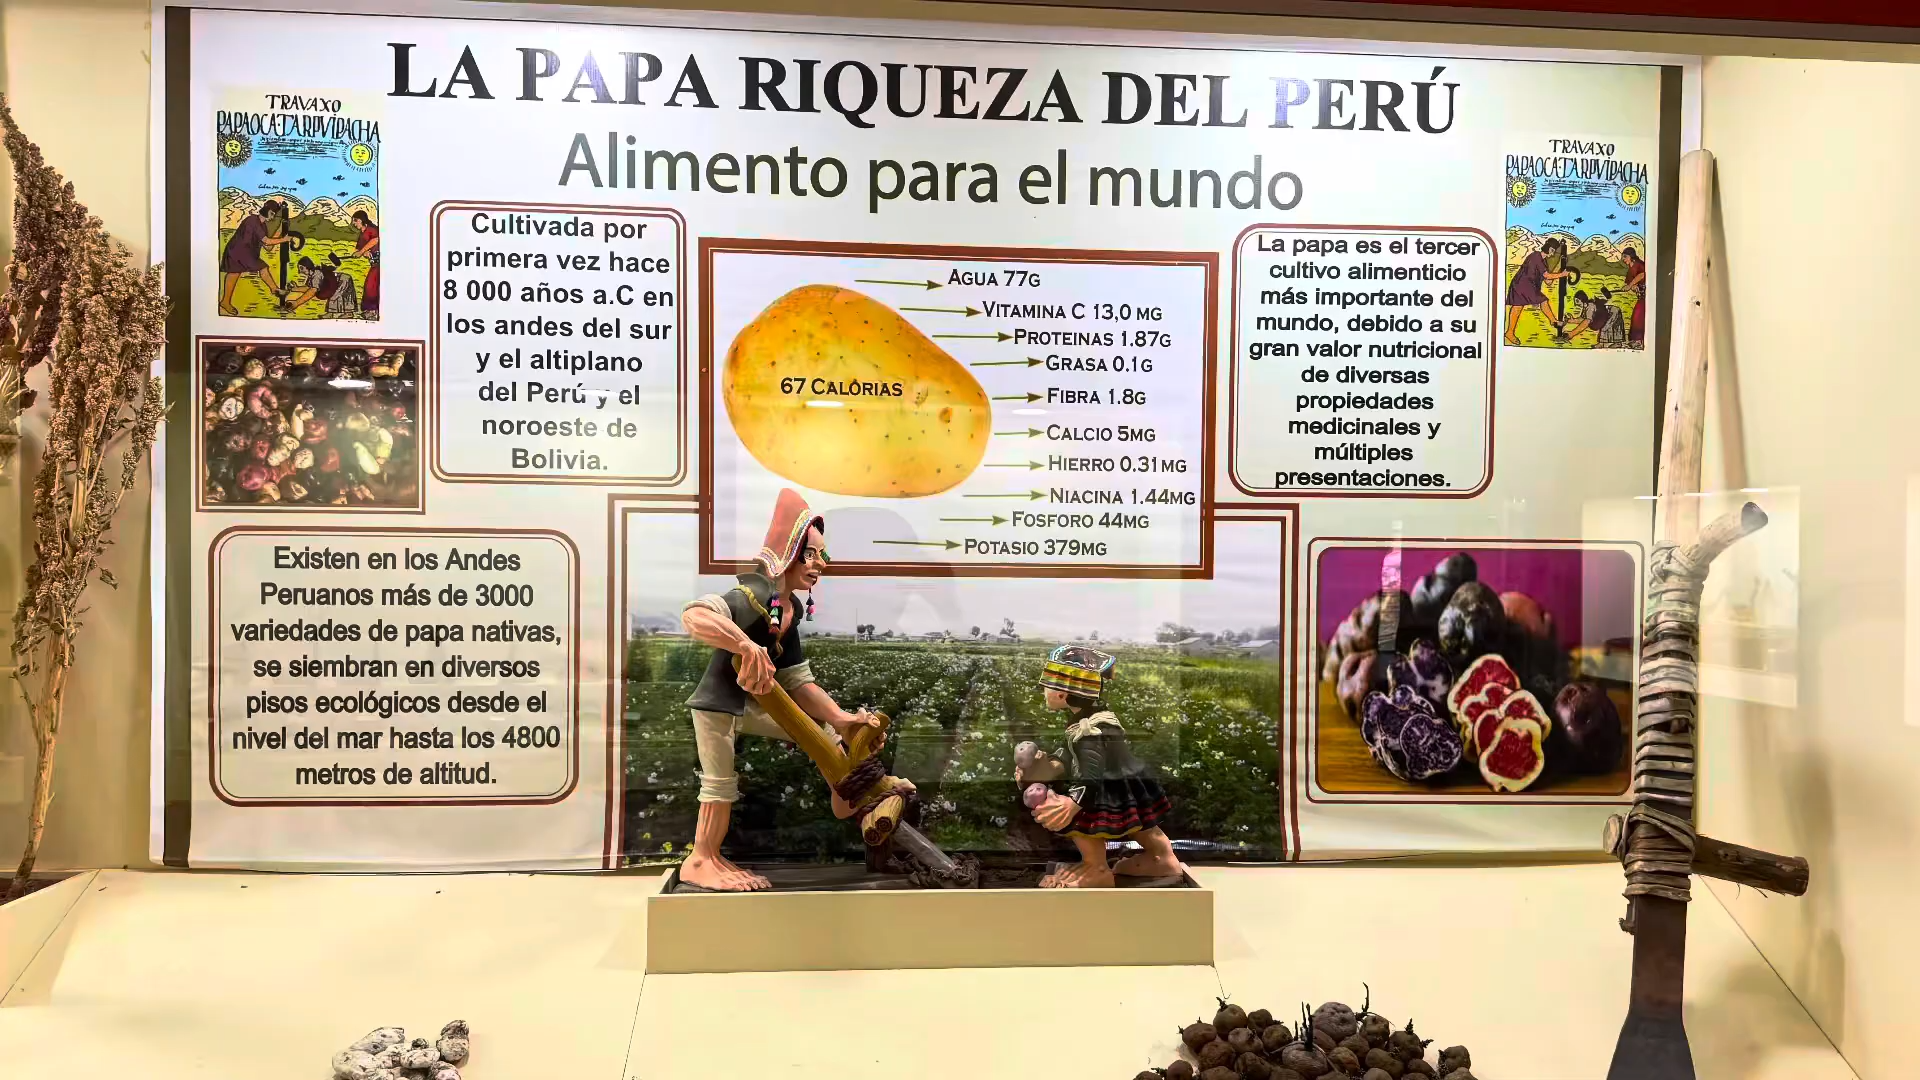 LA PAPA RIQUEZA DEL PERÚ
Alimento para el mundo
TRAVAXO
PAPAOCATARPVIPACHA
Cultivada por
primera vez hace
8 000 años a.C en
los andes del sur
y el altiplano
del Perú y el
noroeste de
Bolivia.
67 CALORIAS
AGUA 77G
VITAMINA C 13,0 MG
PROTEINAS 1.87G
GRASA 0.1G
FIBRA 1.8G
CALCIO 5MG
HIERRO 0.31MG
NIACINA 1.44MG
FOSFORO 44MG
POTASIO 379MG
La papa es el tercer
cultivo alimenticio
más importante del
mundo, debido a su
gran valor nutricional
de diversas
propiedades
medicinales y
múltiples
presentaciones.
TRAVAXO
PAPAOCATARPVIPACHA
Existen en los Andes
Peruanos más de 3000
variedades de papa nativas,
se siembran en diversos
pisos ecológicos desde el
nivel del mar hasta los 4800
metros de altitud.